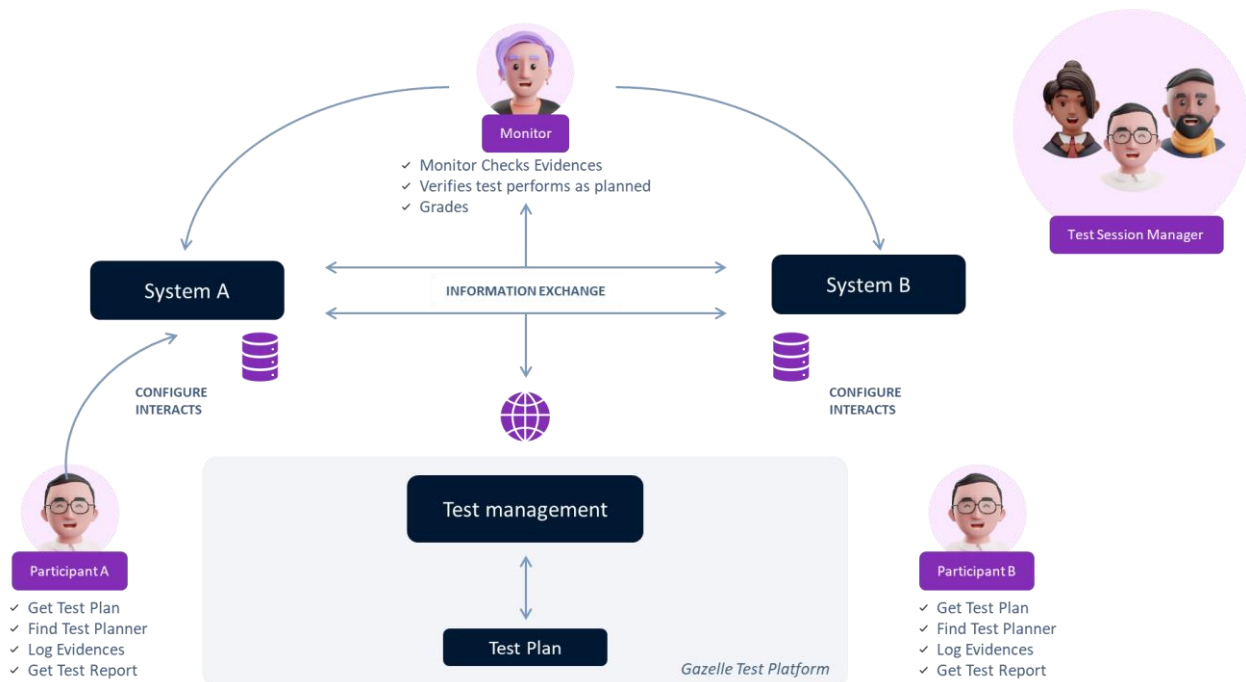 Monitor
Monitor Checks Evidences
Verifies test performs as planned
Grades
Test Session Manager
System A
INFORMATION EXCHANGE
System B
CONFIGURE
INTERACTS
CONFIGURE
INTERACTS
Test management
Participant A
Get Test Plan
Find Test Planner
Log Evidences
Get Test Report
Participant B
Get Test Plan
Find Test Planner
Log Evidences
Get Test Report
Test Plan
Gazelle Test Platform